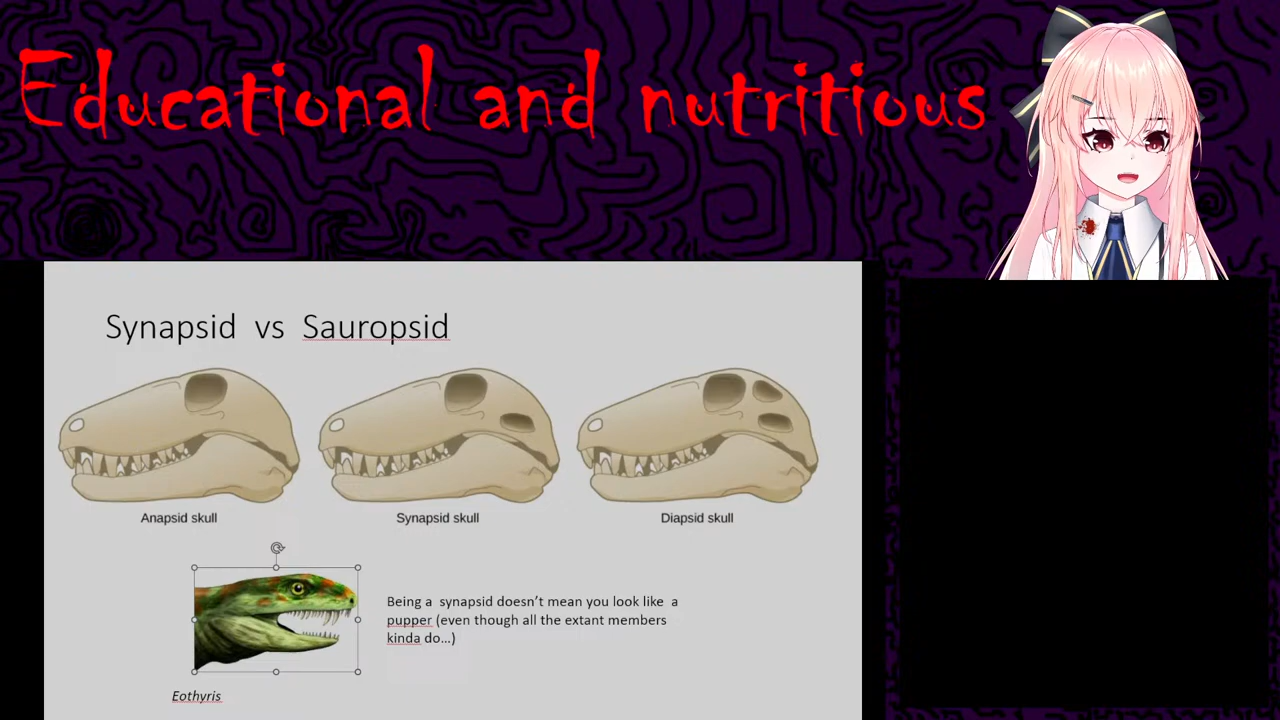 Educational and nutritious
Synapsid vs Sauropsid
Anapsid skull
Synapsid skull
Diapsid skull
Being a synapsid doesn't mean you look like a
pupper (even though all the extant members
kinda do...)
Eothyris